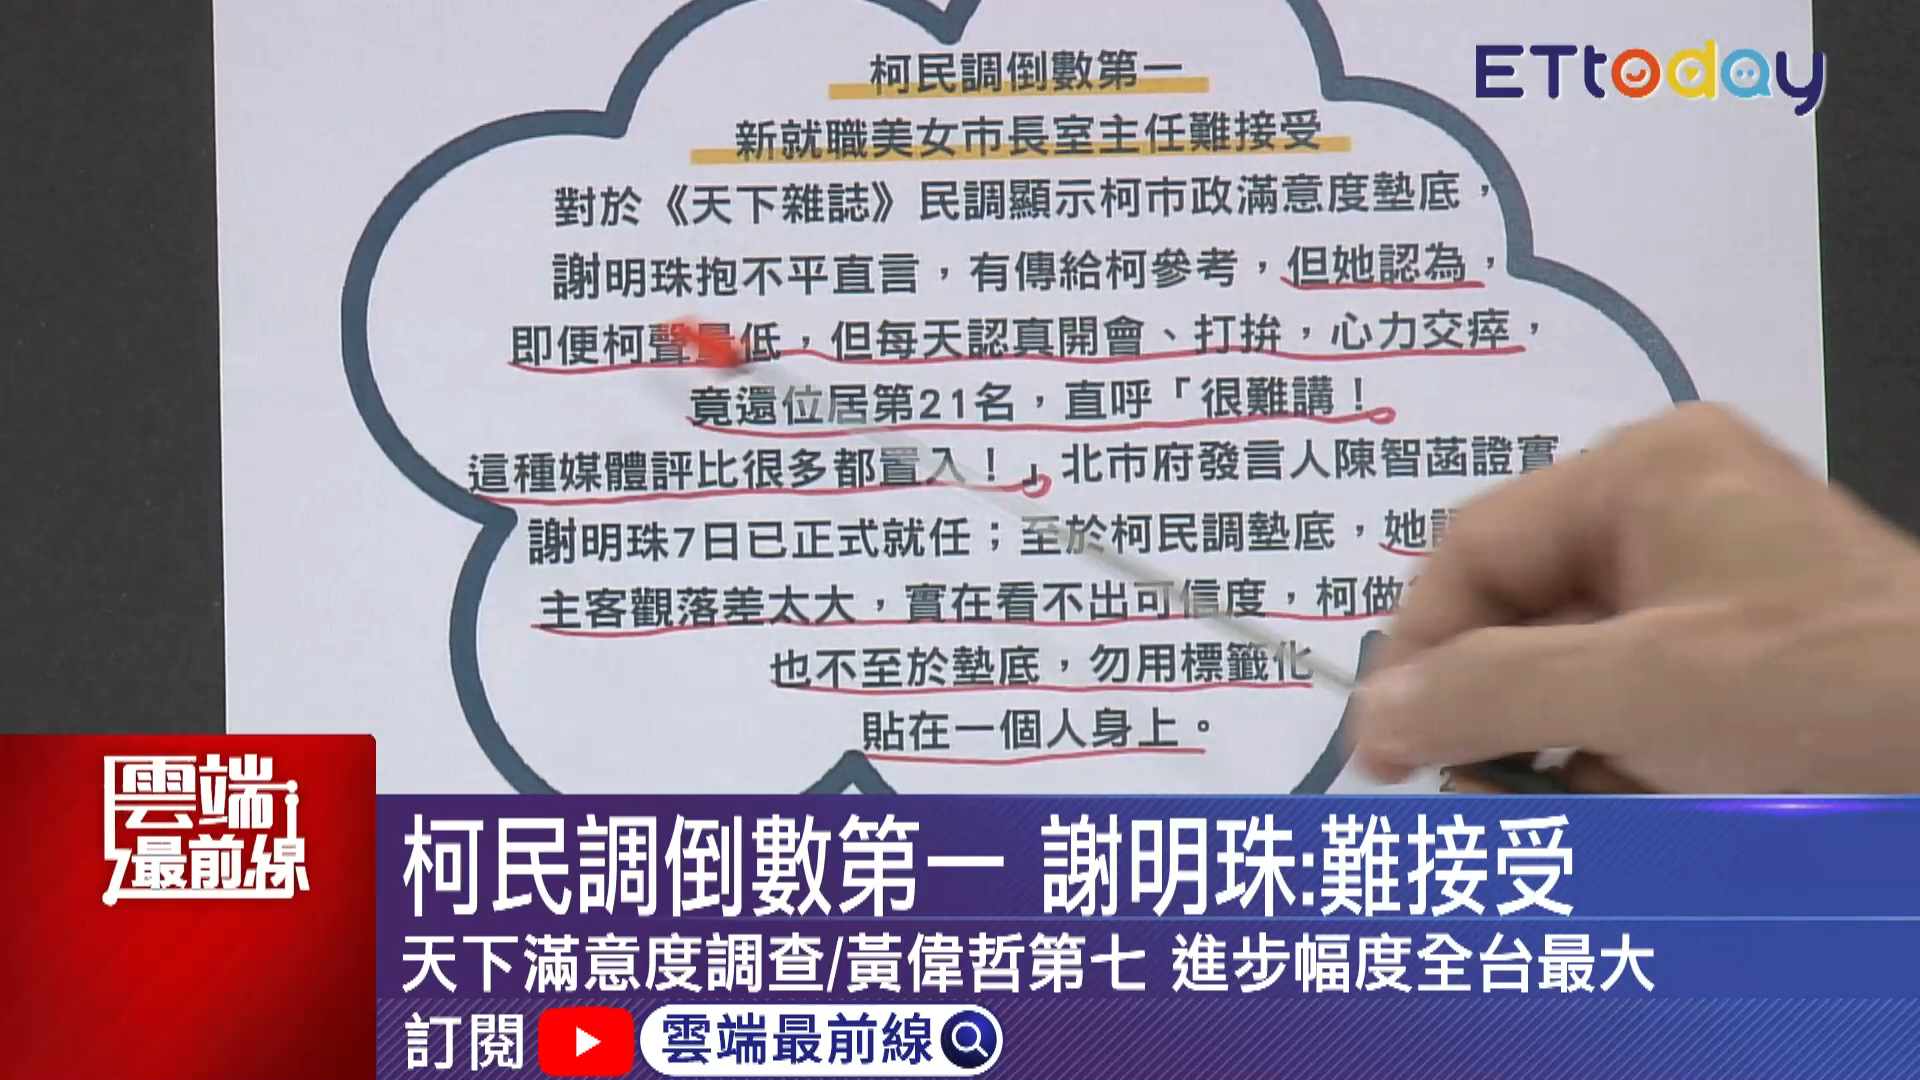 ETtoday
柯民調倒數第一
新就職美女市長室主任難接受
對於《天下雜誌》民調顯示柯市政滿意度墊底，
謝明珠抱不平直言，有傳給柯參考，但她認為，
即便柯聲量低，但每天認真開會、打拚，心力交瘁，
竟還位居第21名，直呼「很難講！
這種媒體評比很多都置入！」北市府發言人陳智菡證實，
謝明珠7日已正式就任；至於柯民調墊底，她
主客觀落差太大，實在看不出可信度，柯做
也不至於墊底，勿用標籤化
貼在一個人身上。
雲端
最前線
柯民調倒數第一 謝明珠:難接受
天下滿意度調查/黃偉哲第七 進步幅度全台最大
訂閱 雲端最前線